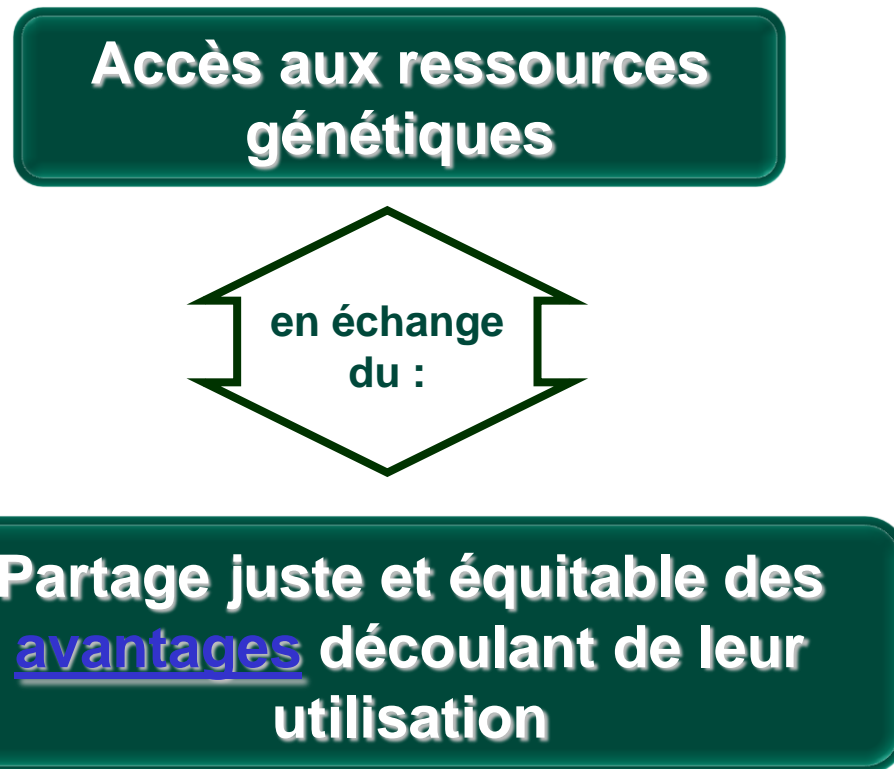 Accès aux ressources
génétiques
en échange
du :
Partage juste et équitable des
avantages découlant de leur
utilisation